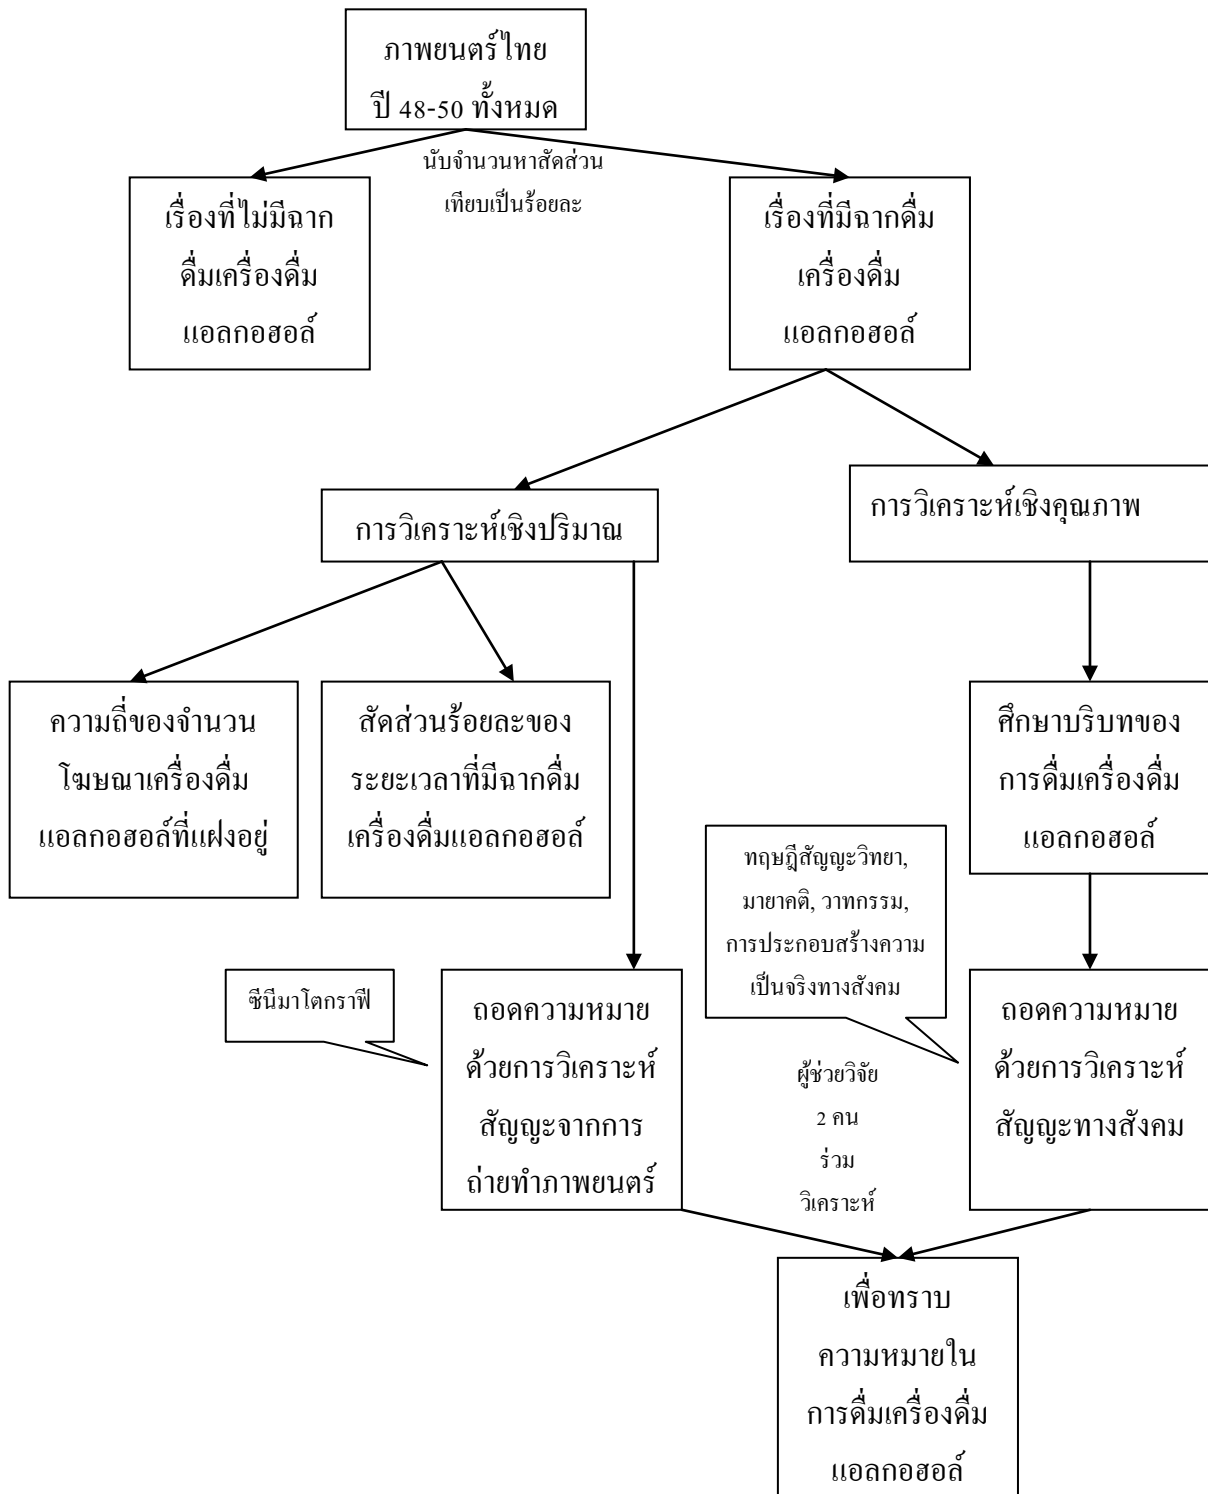 ภาพยนตร์ไทย
ปี 48-50 ทั้งหมด
นับจำนวนหาสัดส่วน
เทียบเป็นร้อยละ
เรื่องที่ไม่มีฉาก
ดื่มเครื่องดื่ม
แอลกอฮอล์
เรื่องที่มีฉากดื่ม
เครื่องดื่ม
แอลกอฮอล์
การวิเคราะห์เชิงปริมาณ
การวิเคราะห์เชิงคุณภาพ
ความถี่ของจำนวน
โฆษณาเครื่องดื่ม
แอลกอฮอล์ที่แฝงอยู่
สัดส่วนร้อยละของ
ระยะเวลาที่มีฉากดื่ม
เครื่องดื่มแอลกอฮอล์
ศึกษาบริบทของ
การดื่มเครื่องดื่ม
แอลกอฮอล์
ทฤษฎีสัญญะวิทยา,
มายาคติ, วาทกรรม,
การประกอบสร้างความ
เป็นจริงทางสังคม
ซีนีมาโตกราฟี
ถอดความหมาย
ด้วยการวิเคราะห์
สัญญะจากการ
ถ่ายทำภาพยนตร์
ผู้ช่วยวิจัย
2 คน
ร่วม
วิเคราะห์
ถอดความหมาย
ด้วยการวิเคราะห์
สัญญะทางสังคม
เพื่อทราบ
ความหมายใน
การดื่มเครื่องดื่ม
แอลกอฮอล์